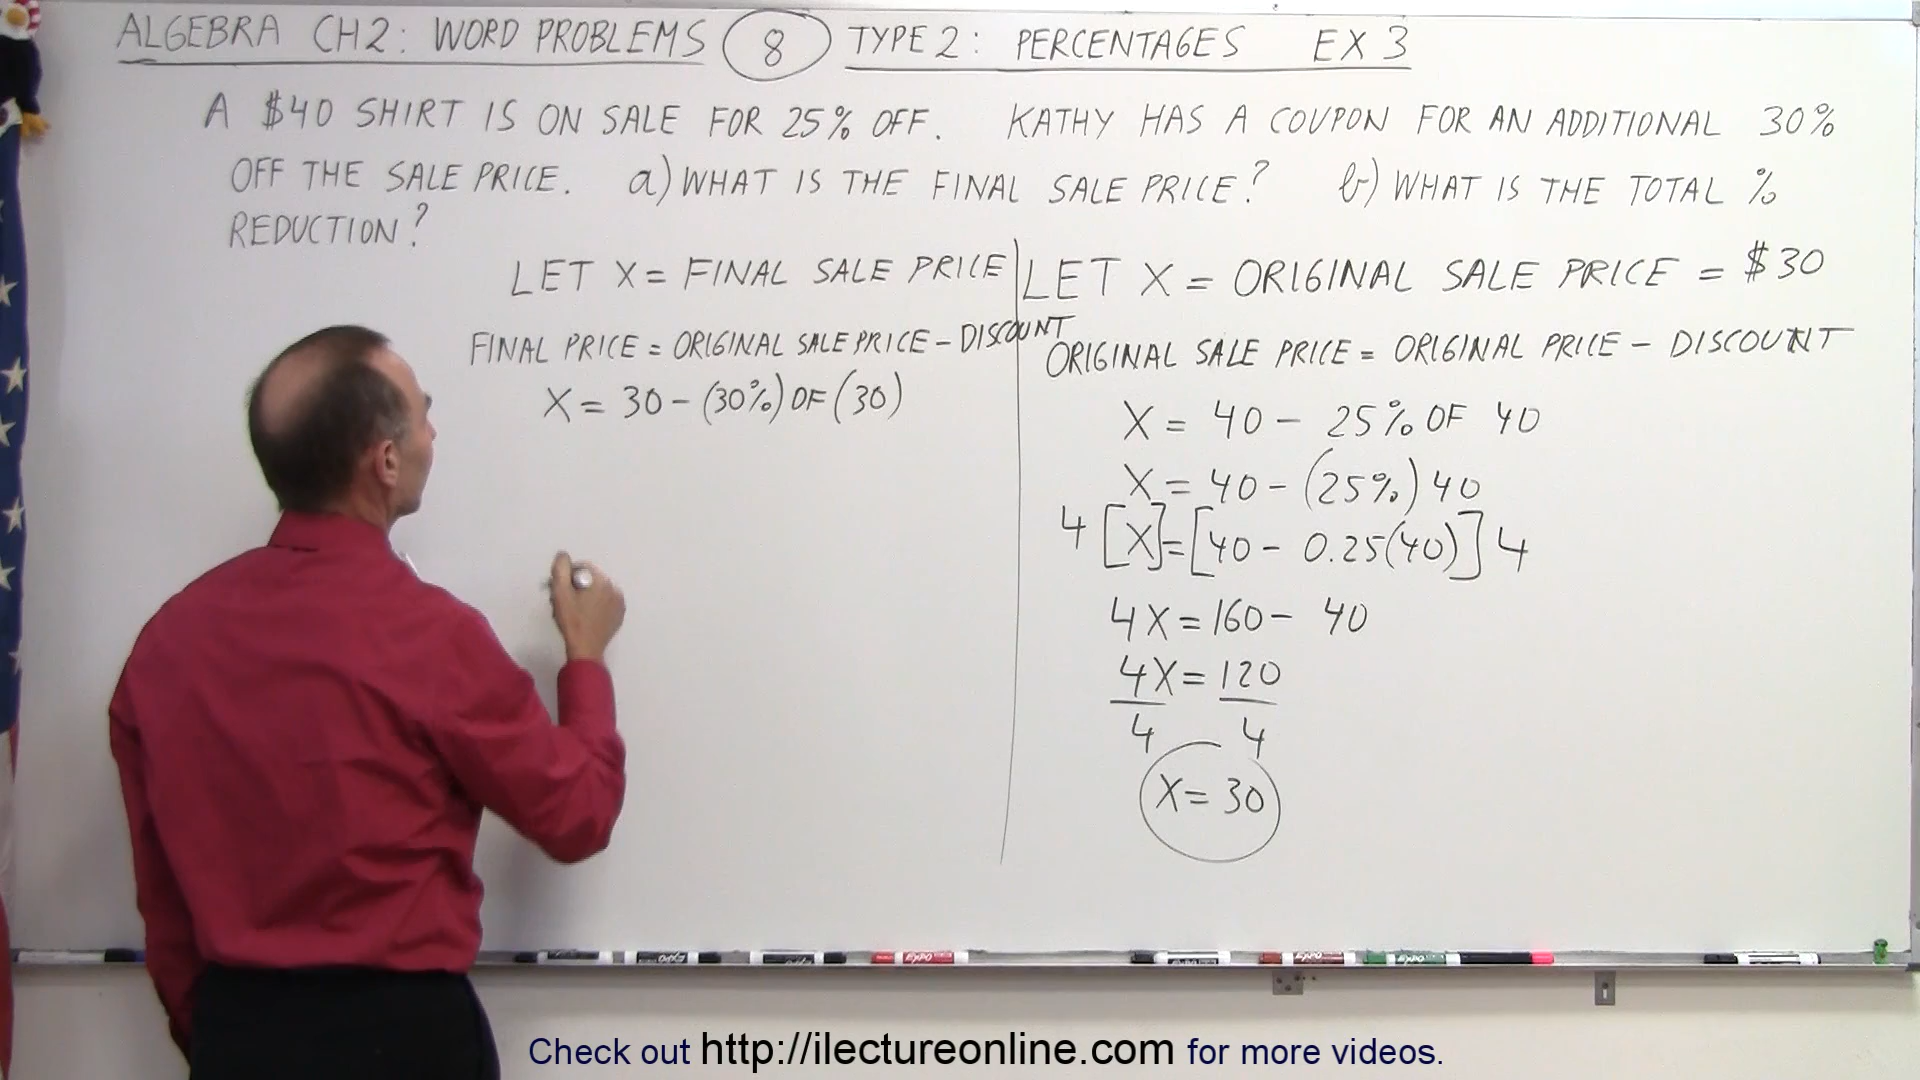 ALGEBRA CH2: WORD PROBLEMS 8 TYPE 2: PERCENTAGES EX 3
A $40 SHIRT IS ON SALE FOR 25% OFF. KATHY HAS A COUPON FOR AN ADDITIONAL 30%
OFF THE SALE PRICE. a) WHAT IS THE FINAL SALE PRICE? b) WHAT IS THE TOTAL %
REDUCTION?
LET X = FINAL SALE PRICE
FINAL PRICE = ORIGINAL SALE PRICE - DISCOUNT
X = 30 - (30%) OF (30)
LET X = ORIGINAL SALE PRICE = $30
ORIGINAL SALE PRICE = ORIGINAL PRICE - DISCOUNT
X = 40 - 25% OF 40
X = 40 - (25%) 40
4 [X] = [40 - 0.25(40)] 4
4X = 160 - 40
4X = 120
4 4
X = 30
Check out http://ilectureonline.com for more videos.